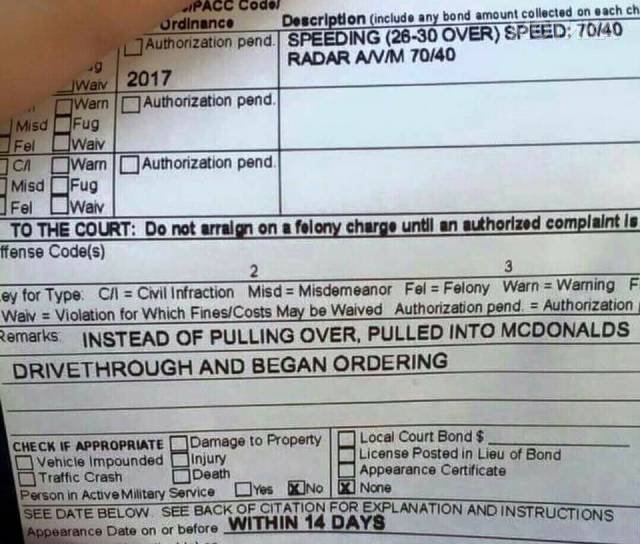 /PACC Code/
Ordinance Description (include any bond amount collected on each ch
Authorization pend. SPEEDING (26-30 OVER) SPEED: 70/40
RADAR A/V/M 70/40
Waiv 2017
Warn Authorization pend.
Misd Fug
Fel Waiv
C/I Warn Authorization pend.
Misd Fug
Fel Waiv
TO THE COURT: Do not arraign on a felony charge until an authorized complaint is
ffense Code(s)
2 3
ey for Type: C/I = Civil Infraction Misd = Misdemeanor Fel = Felony Warn = Warning F
Waiv = Violation for Which Fines/Costs May be Waived Authorization pend. = Authorization
Remarks: INSTEAD OF PULLING OVER, PULLED INTO MCDONALDS
DRIVETHROUGH AND BEGAN ORDERING
CHECK IF APPROPRIATE Damage to Property Local Court Bond $
Vehicle Impounded Injury License Posted in Lieu of Bond
Traffic Crash Death Appearance Certificate
Person in Active Military Service Yes X No X None
SEE DATE BELOW. SEE BACK OF CITATION FOR EXPLANATION AND INSTRUCTIONS
Appearance Date on or before WITHIN 14 DAYS